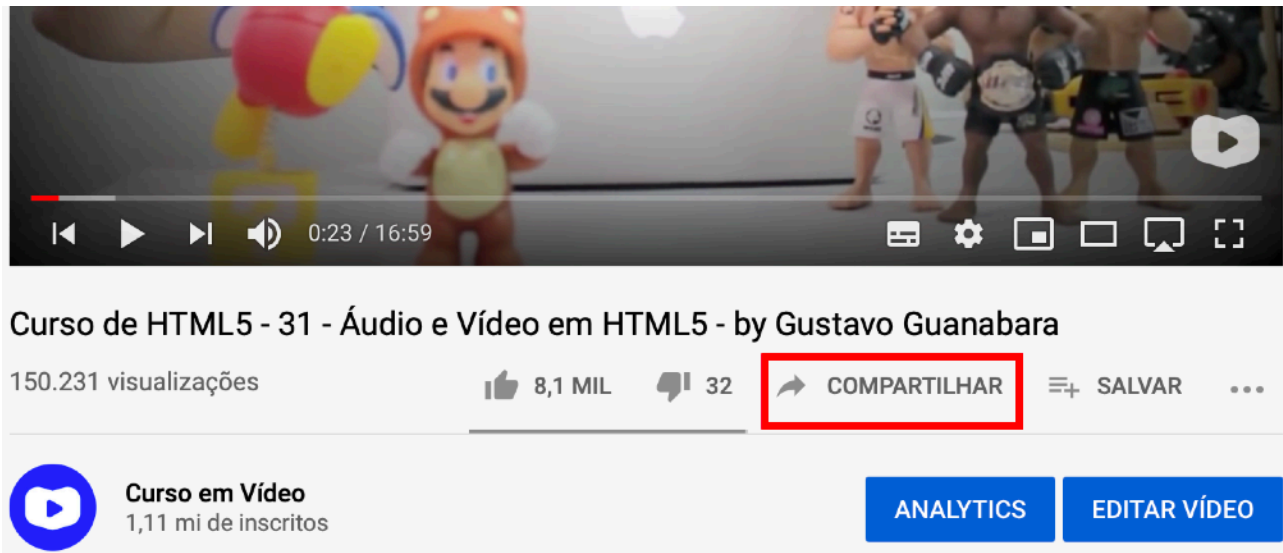 0:23 / 16:59
Curso de HTML5 - 31 - Áudio e Vídeo em HTML5 - by Gustavo Guanabara
150.231 visualizações 8,1 MIL 32 COMPARTILHAR SALVAR
Curso em Vídeo
1,11 mi de inscritos
ANALYTICS EDITAR VÍDEO